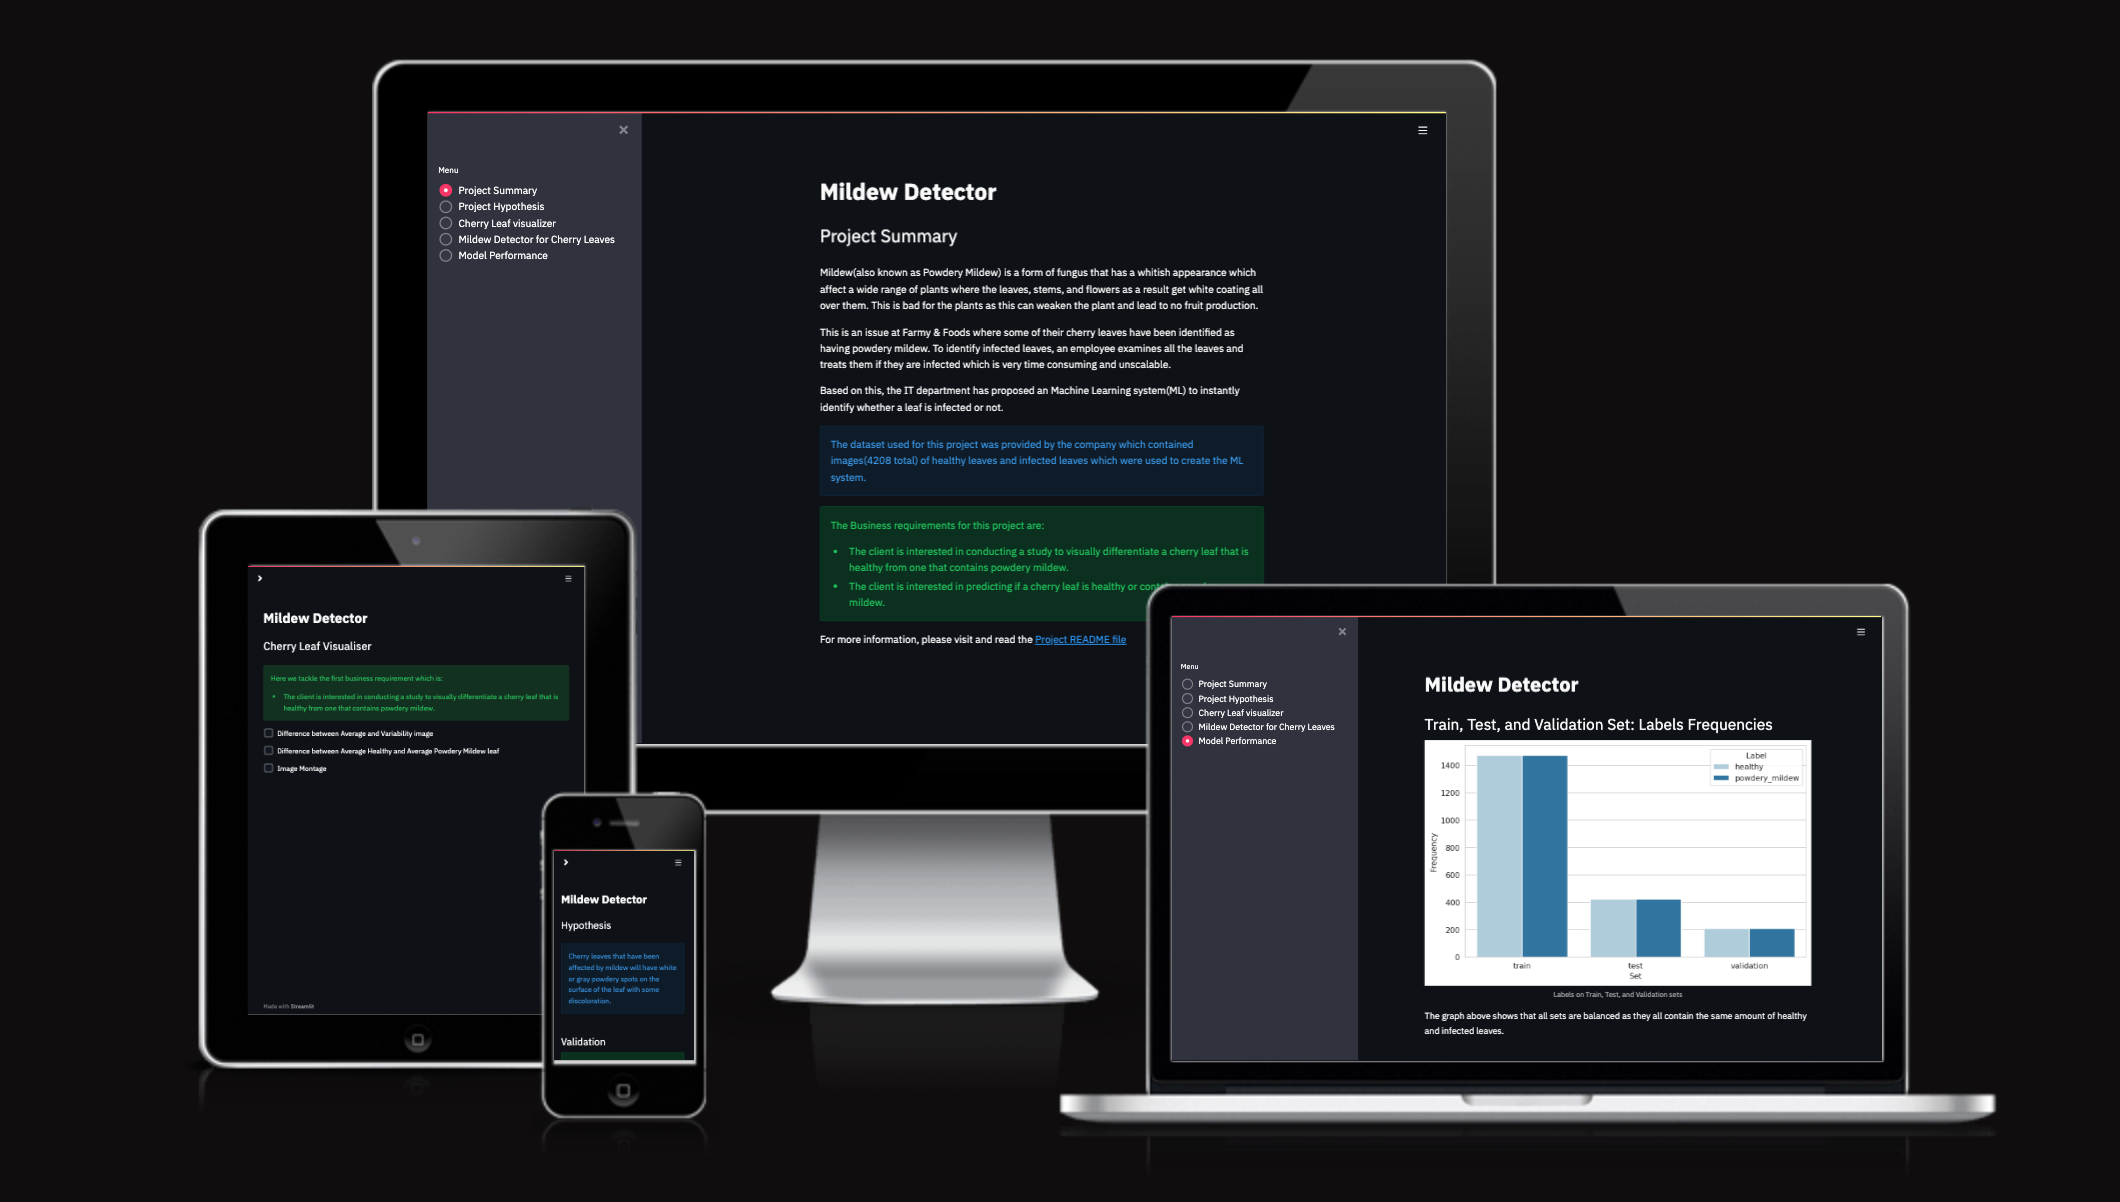 Menu
Project Summary
Project Hypothesis
Cherry Leaf visualizer
Mildew Detector for Cherry Leaves
Model Performance
Mildew Detector
Project Summary
Mildew(also known as Powdery Mildew) is a form of fungus that has a whitish appearance which
affect a wide range of plants where the leaves, stems, and flowers as a result get white coating all
over them. This is bad for the plants as this can weaken the plant and lead to no fruit production.
This is an issue at Farmy & Foods where some of their cherry leaves have been identified as
having powdery mildew. To identify infected leaves, an employee examines all the leaves and
treats them if they are infected which is very time consuming and unscalable.
Based on this, the IT department has proposed an Machine Learning system(ML) to instantly
identify whether a leaf is infected or not.
The dataset used for this project was provided by the company which contained
images(4208 total) of healthy leaves and infected leaves which were used to create the ML
system.
The Business requirements for this project are:
• The client is interested in conducting a study to visually differentiate a cherry leaf that is
healthy from one that contains powdery mildew.
• The client is interested in predicting if a cherry leaf is healthy or
mildew.
For more information, please visit and read the Project README file
Mildew Detector
Cherry Leaf Visualiser
Here we tackle the first business requirement which is:
• The client is interested in conducting a study to visually differentiate a cherry leaf that is
healthy from one that contains powdery mildew.
Difference between Average and Variability image
Difference between Average Healthy and Average Powdery Mildew leaf
Image Montage
Made with Streamlit
Mildew Detector
Hypothesis
Cherry leaves that have been
affected by mildew will have white
or gray powdery spots on the
surface of the leaf with some
discoloration.
Validation
Menu
Project Summary
Project Hypothesis
Cherry Leaf visualizer
Mildew Detector for Cherry Leaves
Model Performance
Mildew Detector
Train, Test, and Validation Set: Labels Frequencies
Label
healthy
powdery_mildew
1400
1200
1000
800
600
400
200
0
Frequency
train
test
validation
Set
Labels on Train, Test, and Validation sets
The graph above shows that all sets are balanced as they all contain the same amount of healthy
and infected leaves.